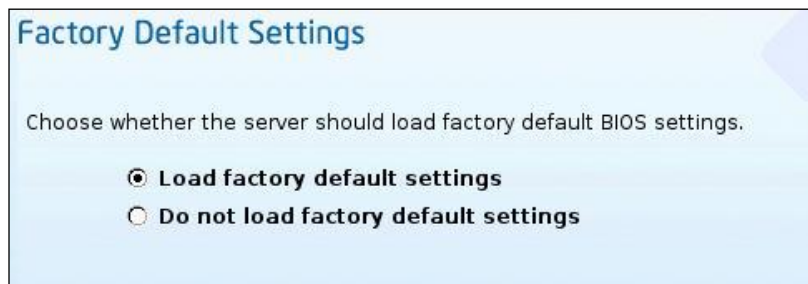 Factory Default Settings
Choose whether the server should load factory default BIOS settings.
Load factory default settings
Do not load factory default settings